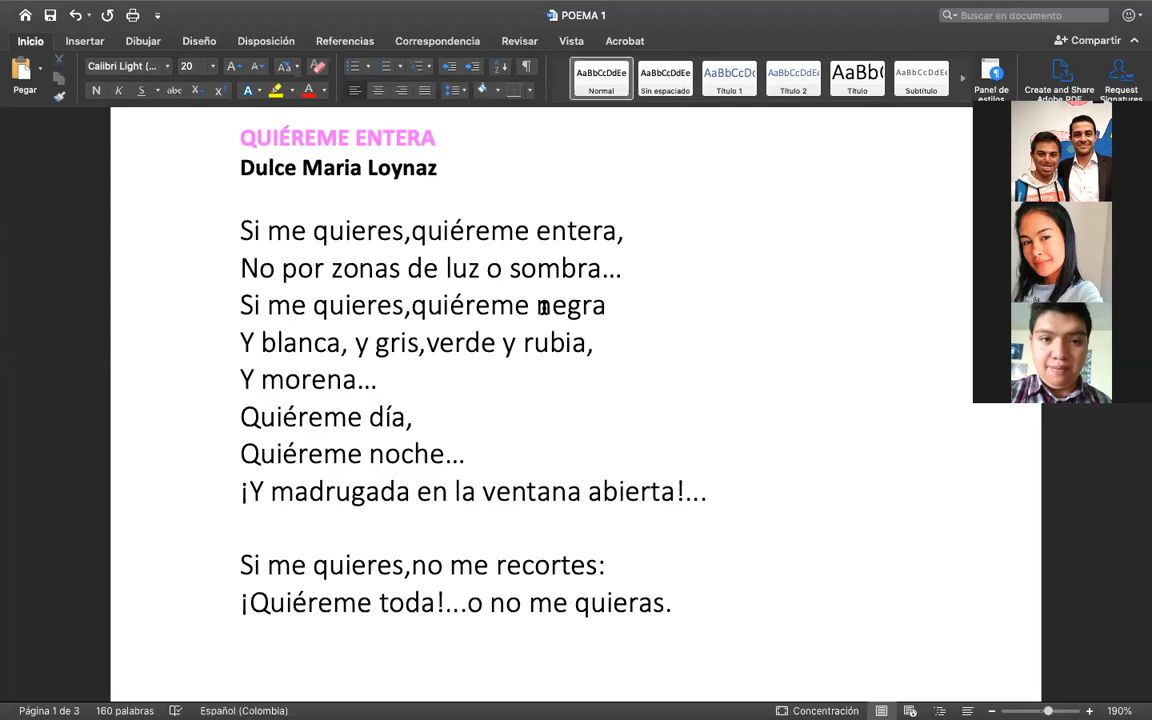 POEMA 1
Buscar en documento
Inicio Insertar Dibujar Diseño Disposición Referencias Correspondencia Revisar Vista Acrobat Compartir
Pegar
Calibri Light (... 20
N K S abc X X A A
AaBbCcDdEe Normal
AaBbCcDdEe Sin espaciado
AaBbCcDc Título 1
AaBbCcDdEe Título 2
AaBb( Título
AaBbCcDdEe Subtítulo
Panel de estilos
Create and Share Adobe PDF
Request Signatures
QUIÉREME ENTERA
Dulce Maria Loynaz
Si me quieres,quiéreme entera,
No por zonas de luz o sombra...
Si me quieres,quiéreme negra
Y blanca, y gris,verde y rubia,
Y morena...
Quiéreme día,
Quiéreme noche...
¡Y madrugada en la ventana abierta!...
Si me quieres,no me recortes:
¡Quiéreme toda!...o no me quieras.
Página 1 de 3 160 palabras Español (Colombia) Concentración 190%